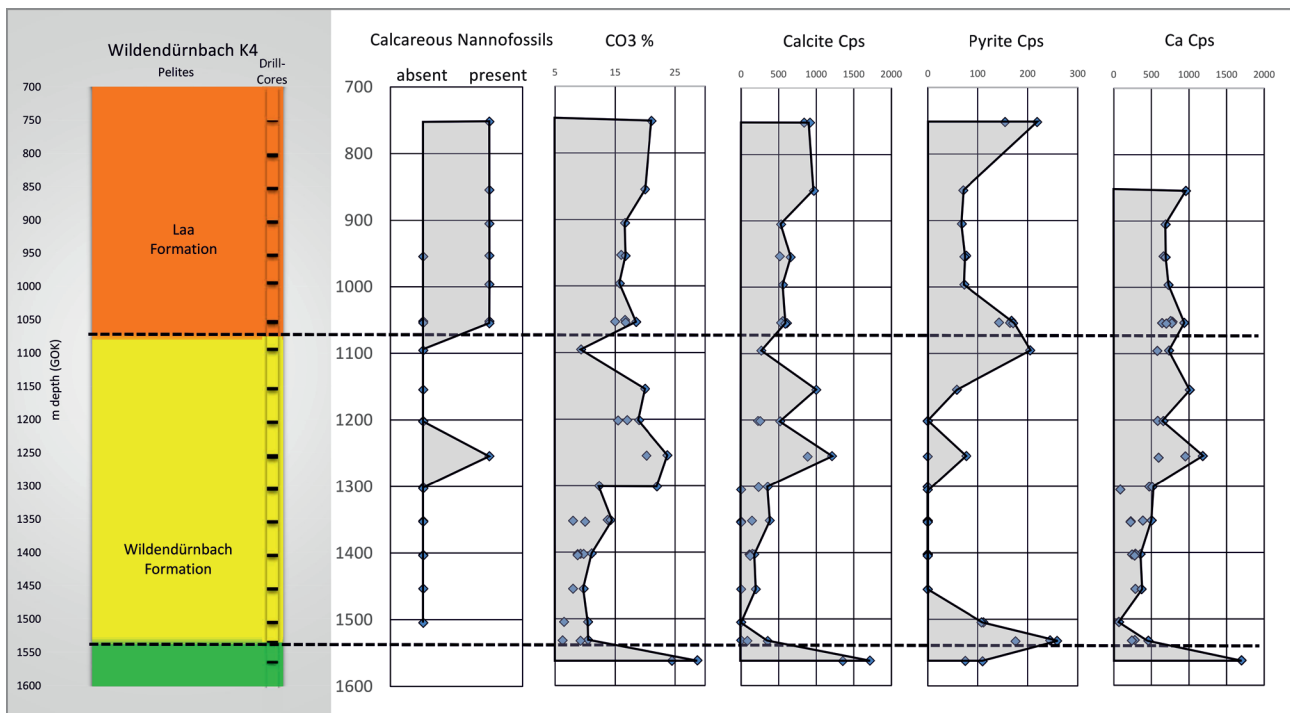 Wildendürnbach K4
Pelites
Drill-
Cores
700
750
800
850
900
950
1000
1050
1100
1150
1200
1250
1300
1350
1400
1450
1500
1550
1600
m depth (GOK)
Laa
Formation
Wildendürnbach
Formation
Calcareous Nannofossils
absent present
700
800
900
1000
1100
1200
1300
1400
1500
1600
CO3 %
5 15 25
Calcite Cps
0 500 1000 1500 2000
Pyrite Cps
0 100 200 300
Ca Cps
0 500 1000 1500 2000